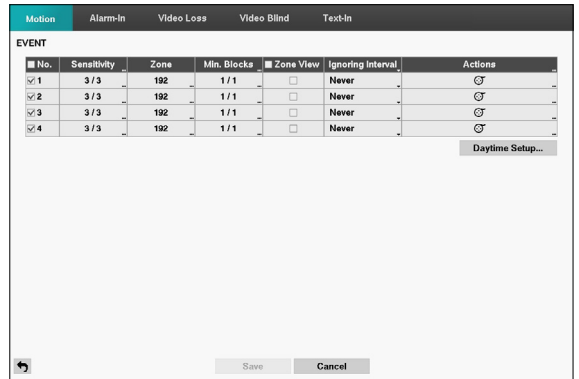 Motion Alarm-In Video Loss Video Blind Text-In
EVENT
No. Sensitivity Zone Min. Blocks Zone View Ignoring Interval Actions
1 3 / 3 192 1 / 1 Never
2 3 / 3 192 1 / 1 Never
3 3 / 3 192 1 / 1 Never
4 3 / 3 192 1 / 1 Never
Daytime Setup...
Save Cancel